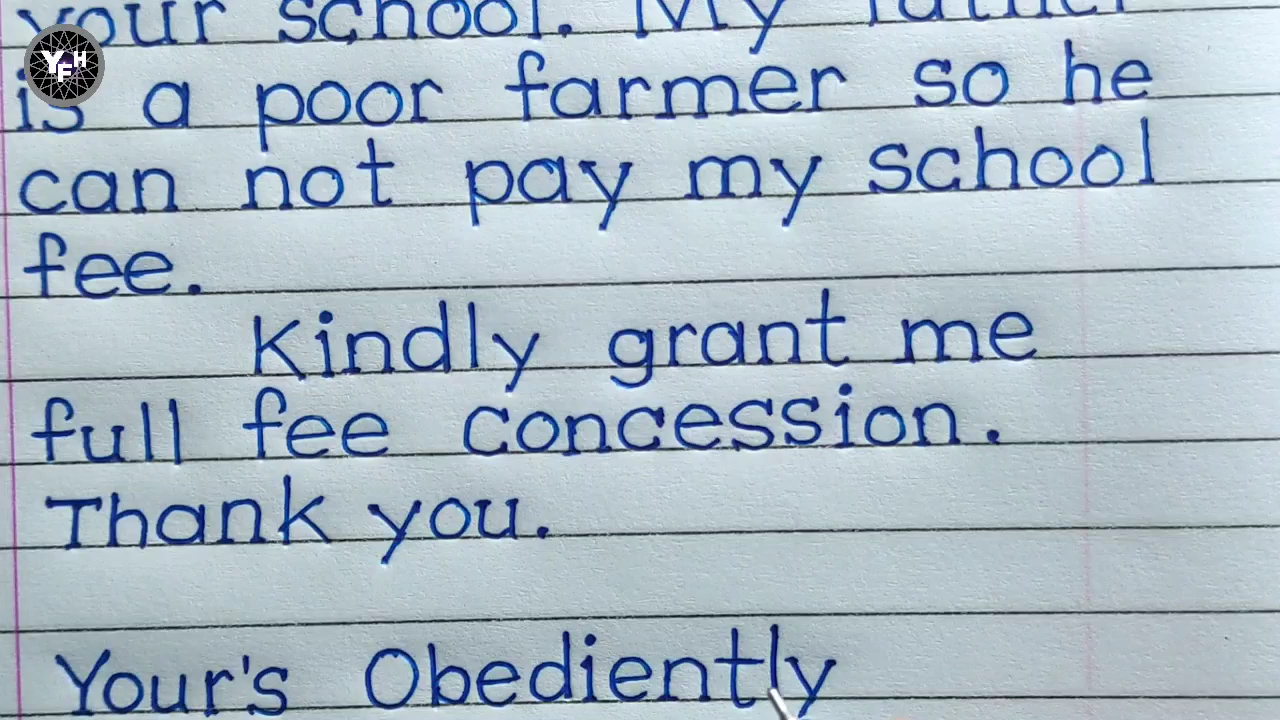 your school. My father
is a poor farmer so he
can not pay my school
fee.
Kindly grant me
full fee concession.
Thank you.
Your's Obediently
YFH